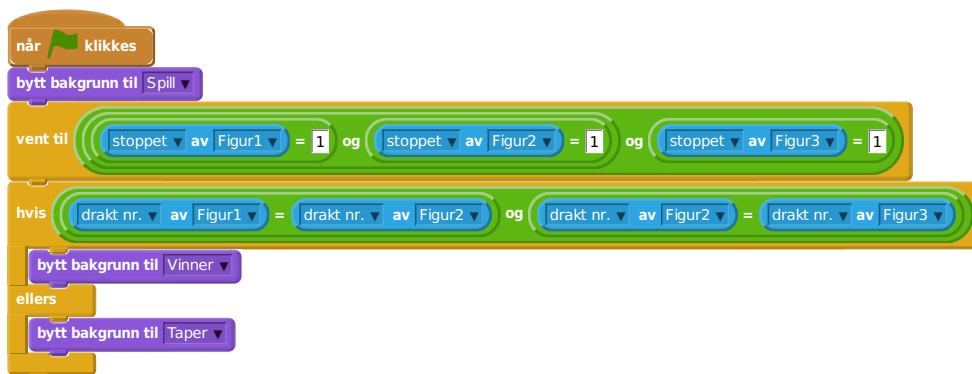 når klikkes
bytt bakgrunn til Spill
vent til stoppet av Figur1 = 1 og stoppet av Figur2 = 1 og stoppet av Figur3 = 1
hvis drakt nr. av Figur1 = drakt nr. av Figur2 og drakt nr. av Figur2 = drakt nr. av Figur3
bytt bakgrunn til Vinner
ellers
bytt bakgrunn til Taper